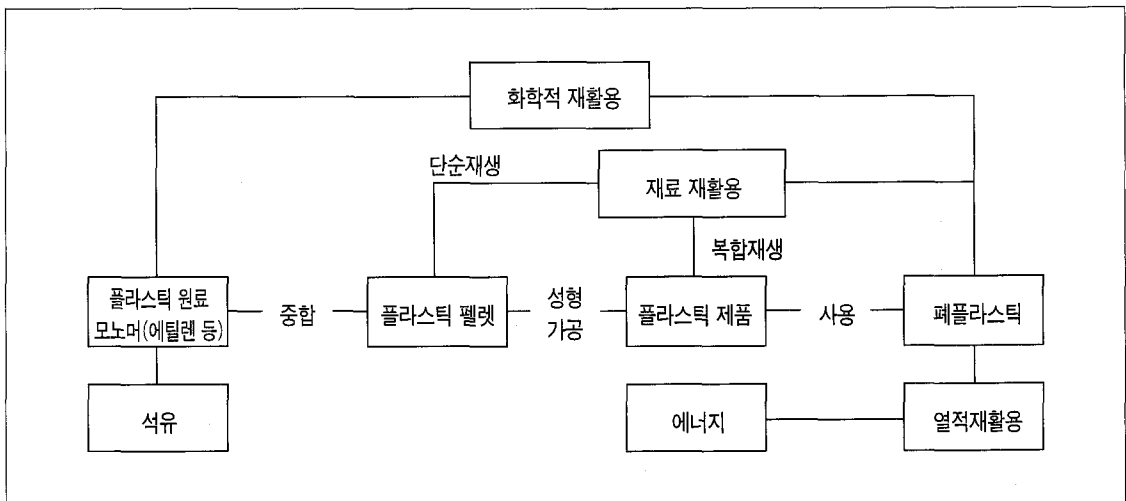 화학적 재활용
단순재생
재료 재활용
복합재생
플라스틱 원료
모노머(에틸렌 등)
중합
플라스틱 펠렛
성형
가공
플라스틱 제품
사용
폐플라스틱
석유
에너지
열적재활용